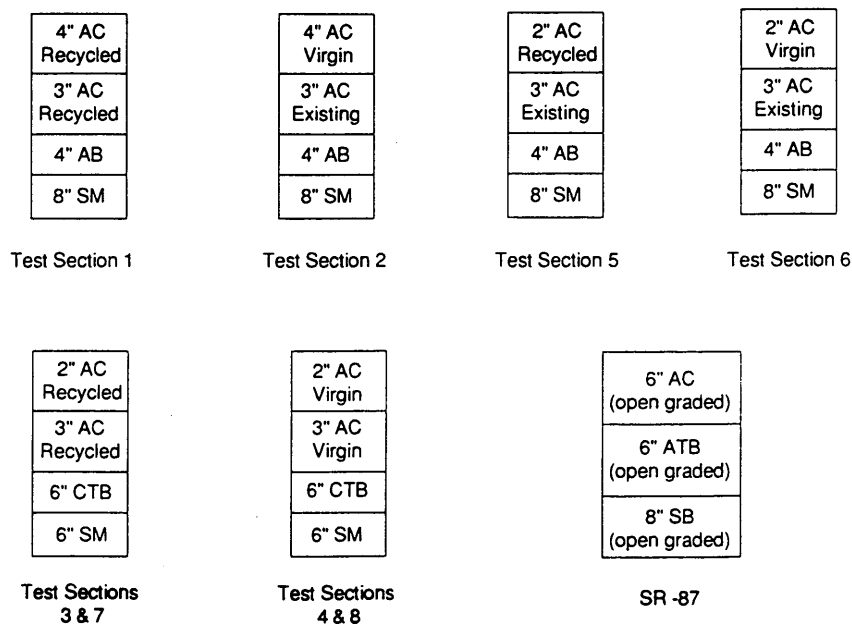 4" AC
Recycled
3" AC
Recycled
4" AB
8" SM
Test Section 1
4" AC
Virgin
3" AC
Existing
4" AB
8" SM
Test Section 2
2" AC
Recycled
3" AC
Existing
4" AB
8" SM
Test Section 5
2" AC
Virgin
3" AC
Existing
4" AB
8" SM
Test Section 6
2" AC
Recycled
3" AC
Recycled
6" CTB
6" SM
Test Sections
3 & 7
2" AC
Virgin
3" AC
Virgin
6" CTB
6" SM
Test Sections
4 & 8
6" AC
(open graded)
6" ATB
(open graded)
8" SB
(open graded)
SR -87